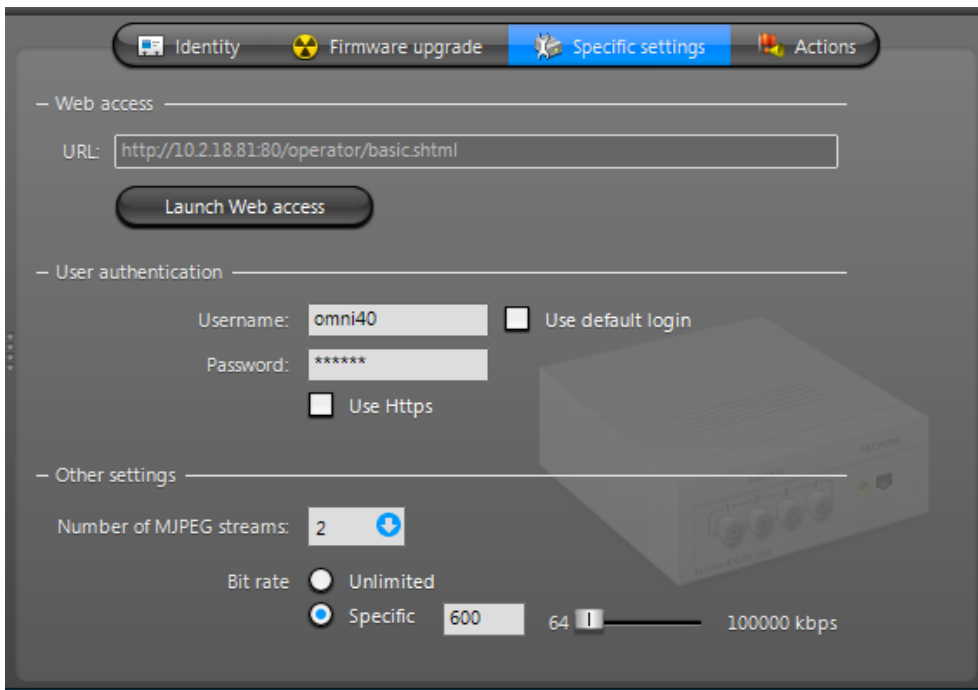 Identity Firmware upgrade Specific settings Actions
Web access
URL: http://10.2.18.81:80/operator/basic.shtml
Launch Web access
User authentication
Username: omni40 Use default login
Password: ******
Use Https
Other settings
NETWORK
Number of MJPEG streams: 2
Bit rate Unlimited
Specific 600 64 100000 kbps